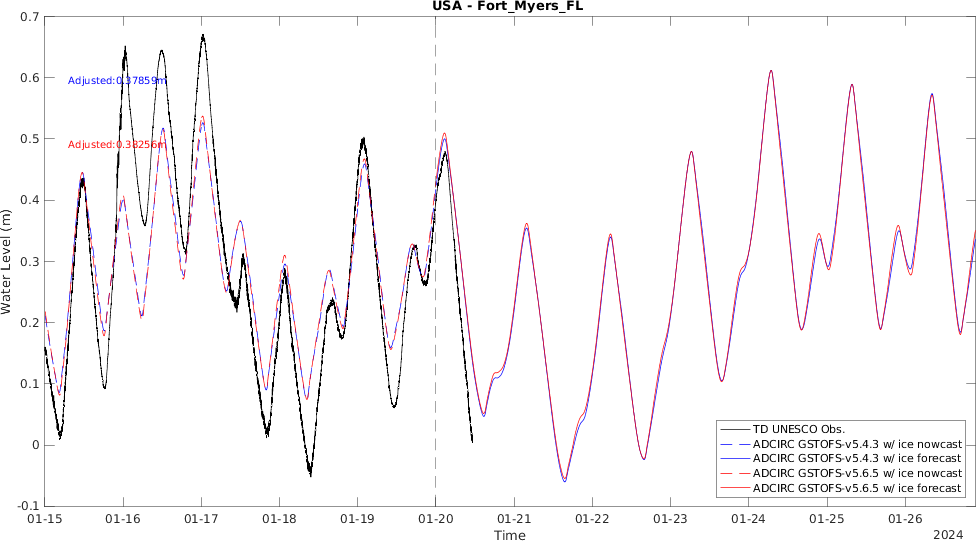 USA - Fort_Myers_FL
0.7
0.6
0.5
0.4
0.3
0.2
0.1
0
-0.1
Water Level (m)
Adjusted:0.37859m
Adjusted:0.38256m
TD UNESCO Obs.
ADCIRC GSTOFS-v5.4.3 w/ ice nowcast
ADCIRC GSTOFS-v5.4.3 w/ ice forecast
ADCIRC GSTOFS-v5.6.5 w/ ice nowcast
ADCIRC GSTOFS-v5.6.5 w/ ice forecast
01-15 01-16 01-17 01-18 01-19 01-20 01-21 01-22 01-23 01-24 01-25 01-26
Time
2024